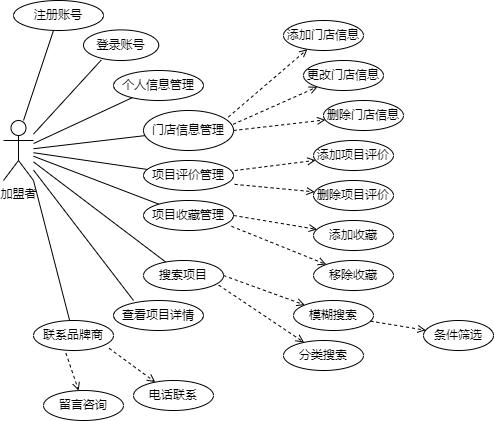 注册账号
登录账号
添加门店信息
更改门店信息
个人信息管理
删除门店信息
门店信息管理
添加项目评价
项目评价管理
加盟者
删除项目评价
项目收藏管理
添加收藏
搜索项目
移除收藏
查看项目详情
模糊搜索
联系品牌商
条件筛选
分类搜索
电话联系
留言咨询